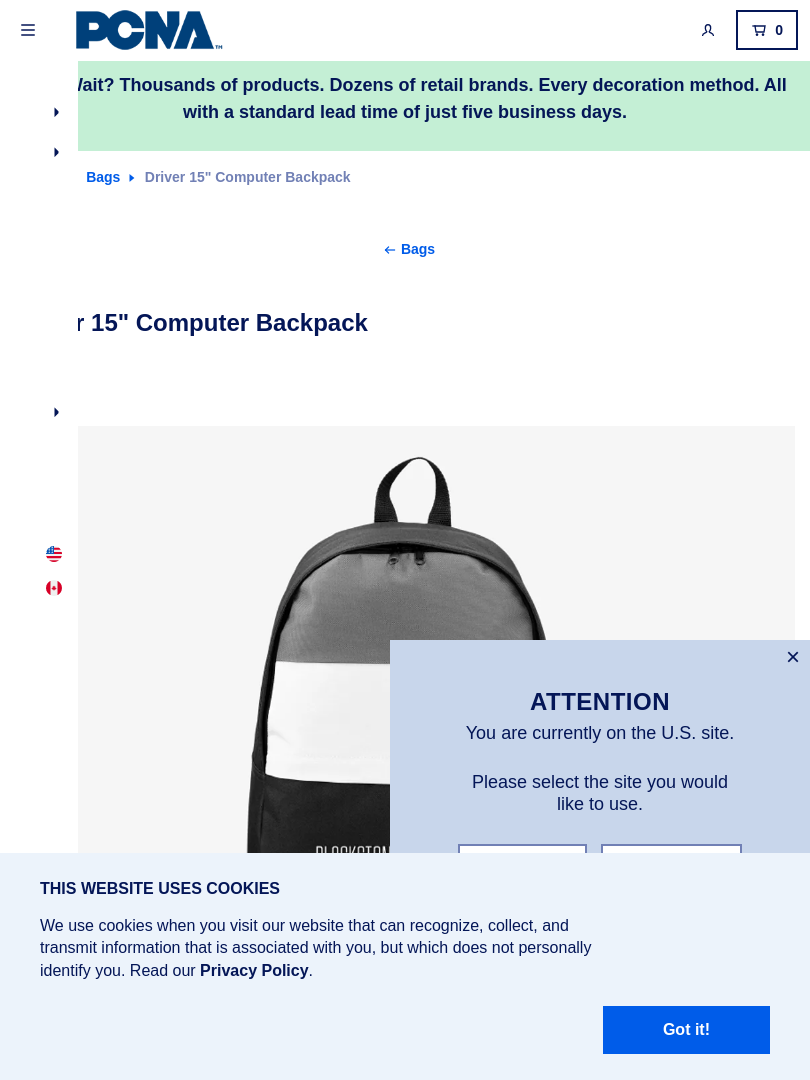 PCNA™
0
Wait? Thousands of products. Dozens of retail brands. Every decoration method. All
with a standard lead time of just five business days.
Bags
Driver 15" Computer Backpack
Bags
r 15" Computer Backpack
ATTENTION
You are currently on the U.S. site.
Please select the site you would
like to use.
THIS WEBSITE USES COOKIES
We use cookies when you visit our website that can recognize, collect, and
transmit information that is associated with you, but which does not personally
identify you. Read our Privacy Policy.
Got it!